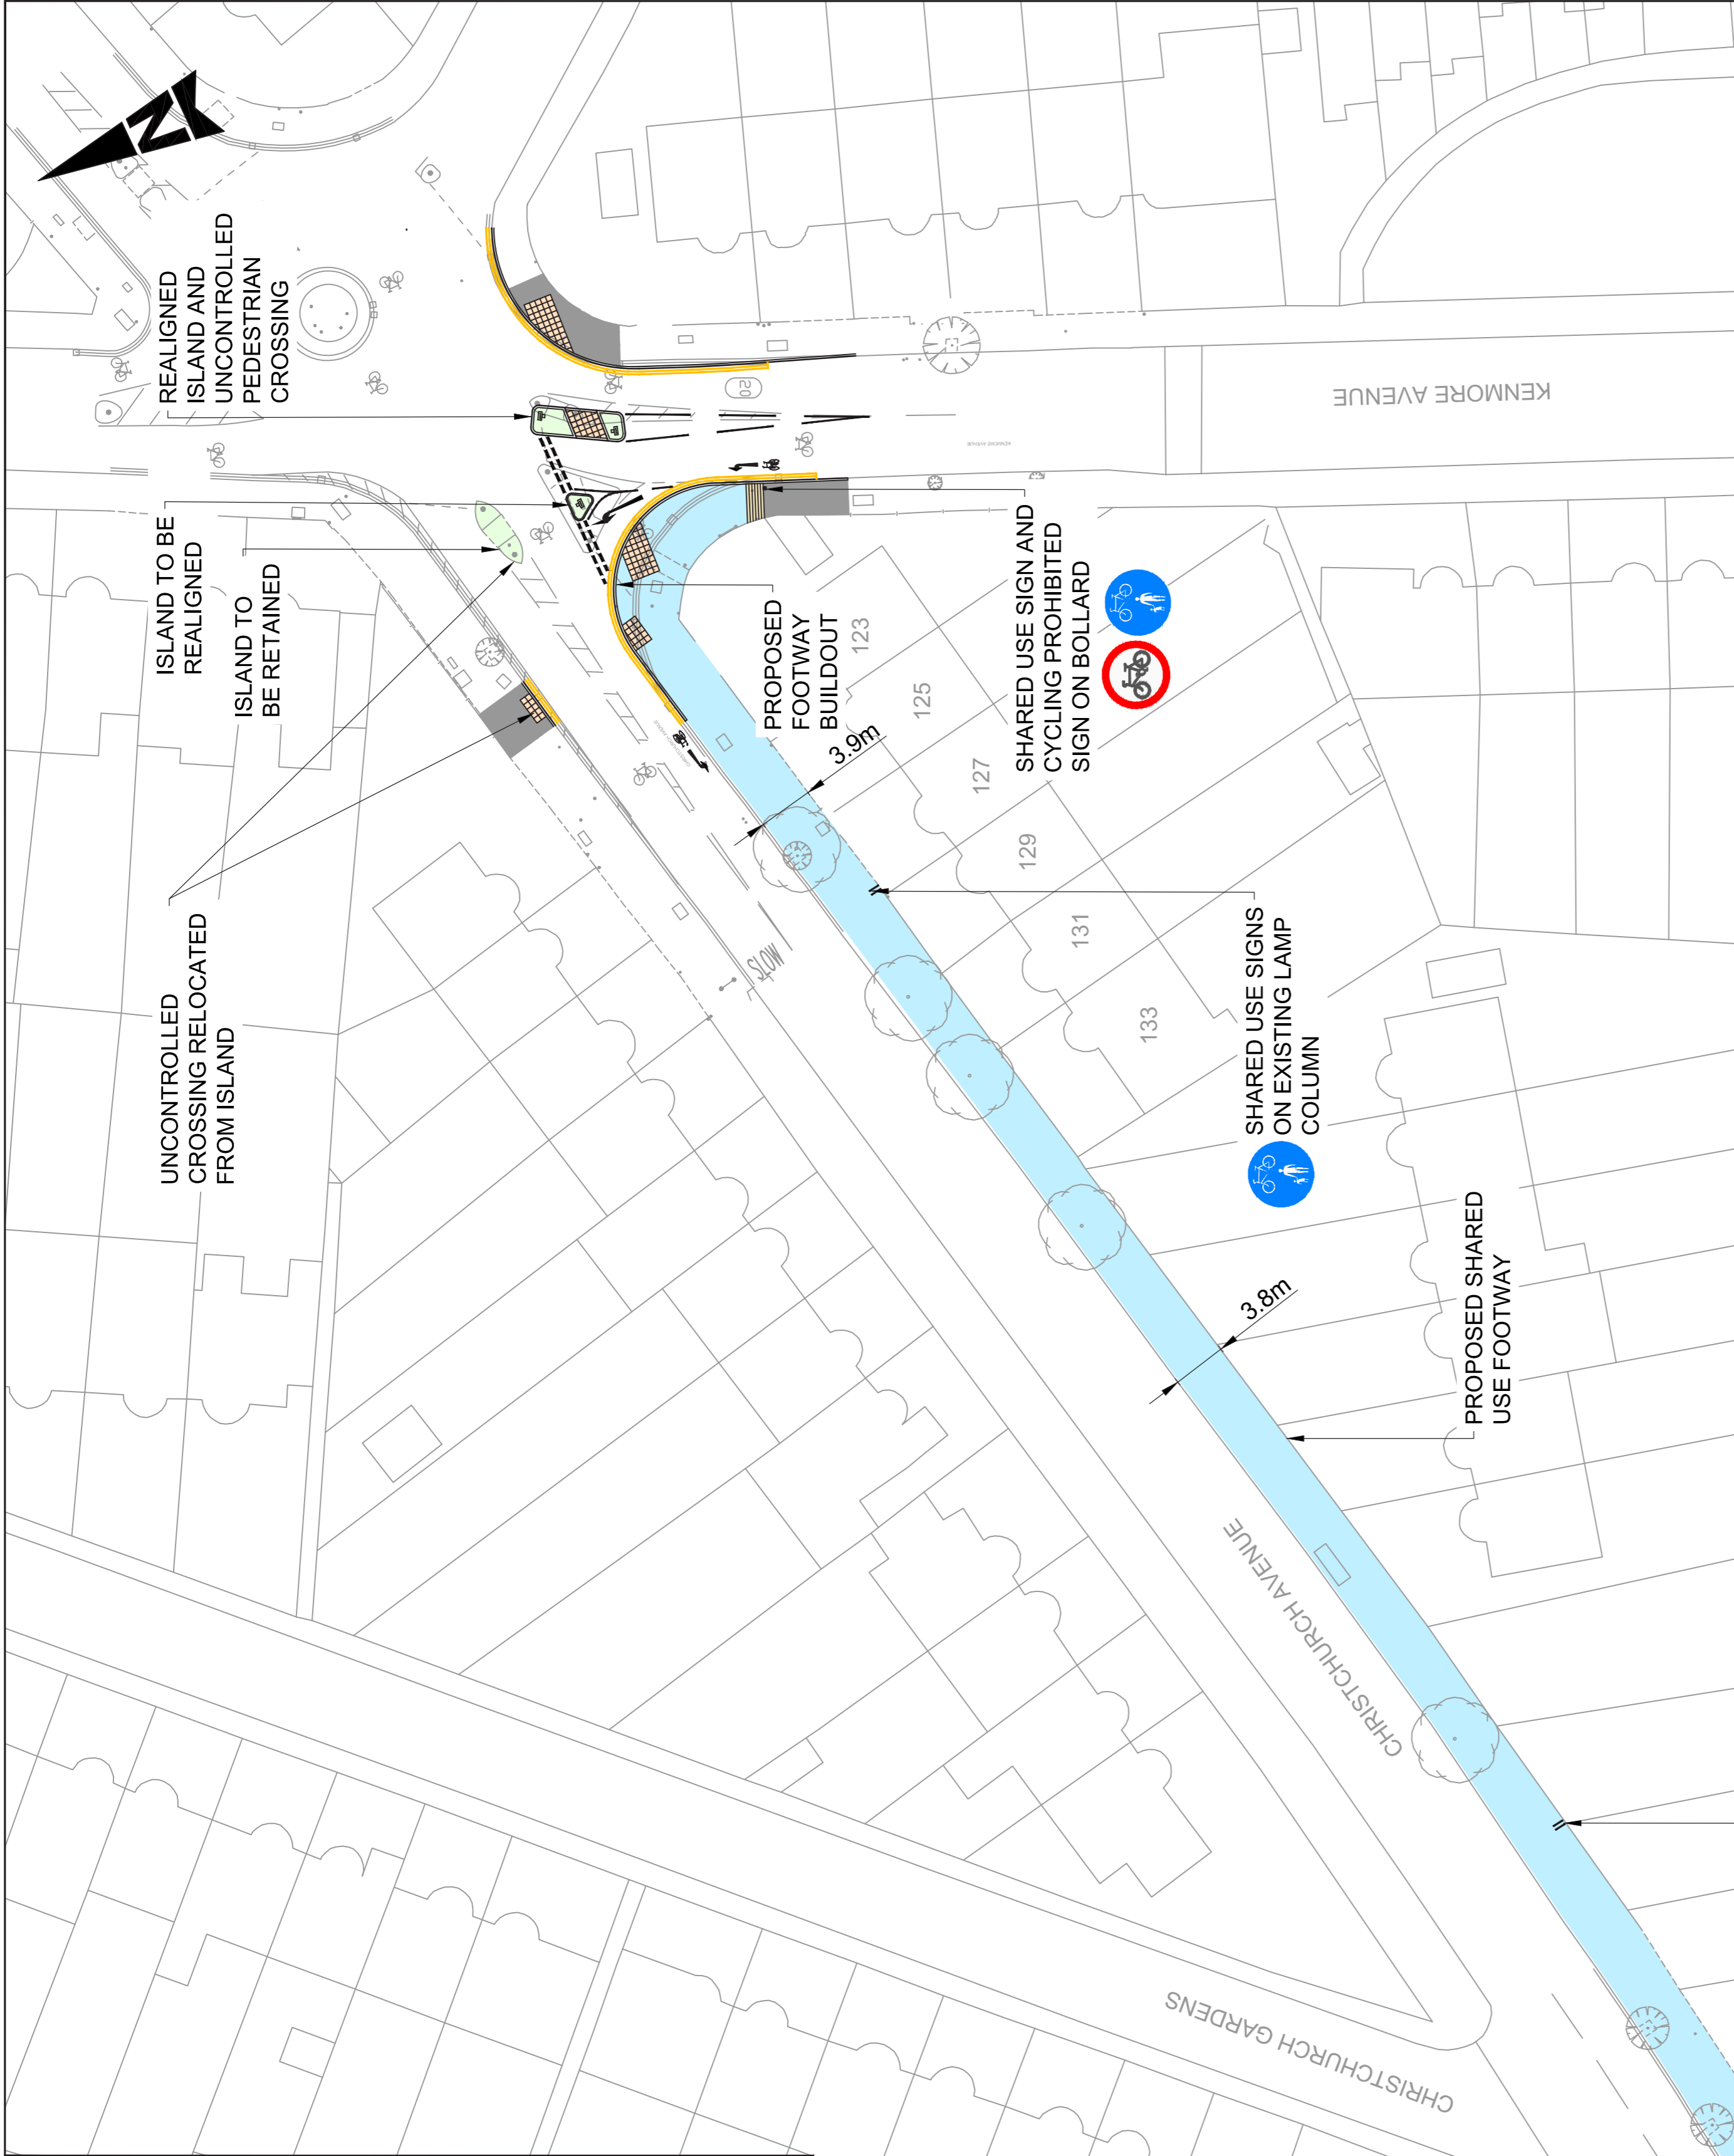 REALIGNED
ISLAND AND
UNCONTROLLED
PEDESTRIAN
CROSSING
ISLAND TO BE
REALIGNED
ISLAND TO
BE RETAINED
UNCONTROLLED
CROSSING RELOCATED
FROM ISLAND
PROPOSED
FOOTWAY
BUILDOUT
SHARED USE SIGN AND
CYCLING PROHIBITED
SIGN ON BOLLARD
SHARED USE SIGNS
ON EXISTING LAMP
COLUMN
PROPOSED SHARED
USE FOOTWAY
3.9m
3.8m
123
125
127
129
131
133
20
SLOW
N
KENMORE AVENUE
KENMORE AVENUE
CHRISTCHURCH AVENUE
CHRISTCHURCH GARDENS